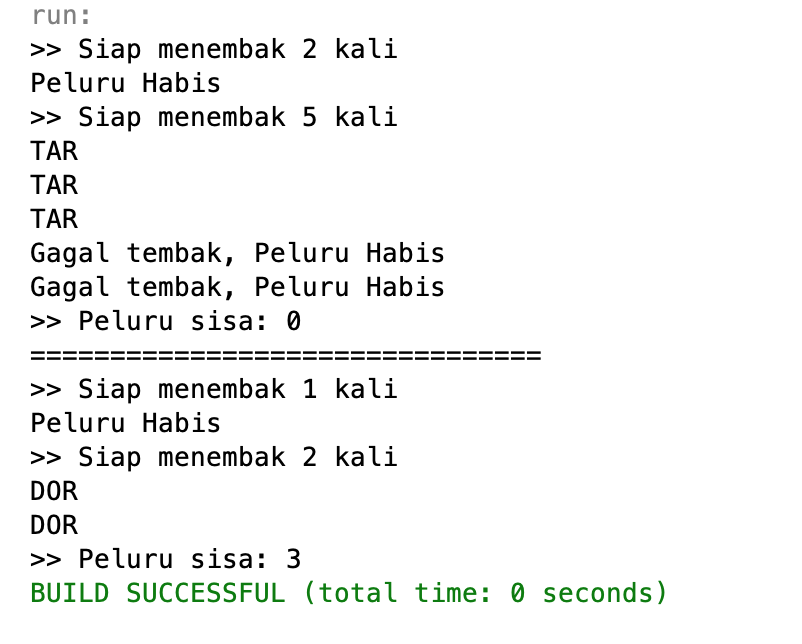 run:
>> Siap menembak 2 kali
Peluru Habis
>> Siap menembak 5 kali
TAR
TAR
TAR
Gagal tembak, Peluru Habis
Gagal tembak, Peluru Habis
>> Peluru sisa: 0
================================
>> Siap menembak 1 kali
Peluru Habis
>> Siap menembak 2 kali
DOR
DOR
>> Peluru sisa: 3
BUILD SUCCESSFUL (total time: 0 seconds)